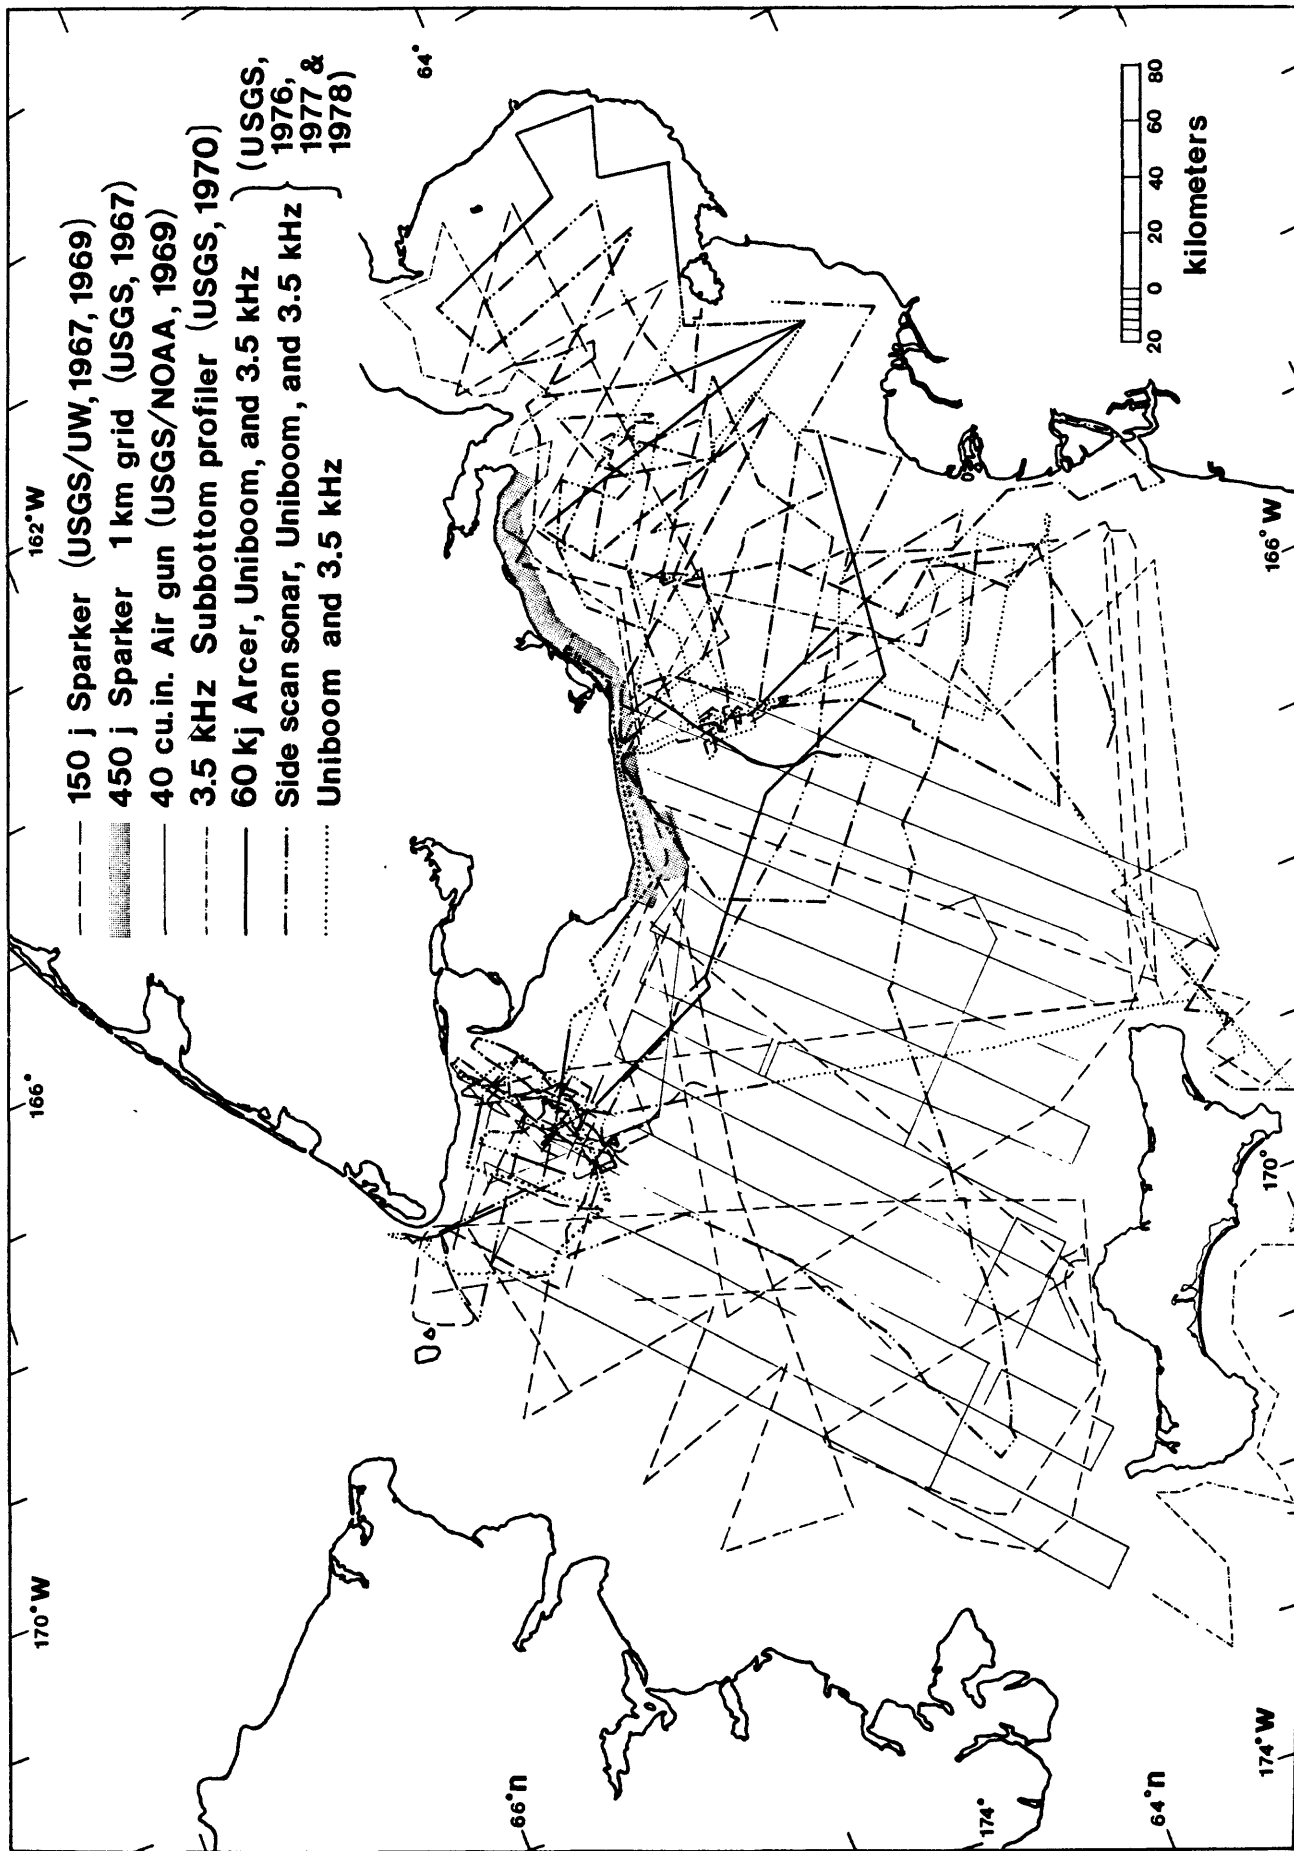 150 j Sparker (USGS/UW, 1967, 1969)
450 j Sparker 1 km grid (USGS, 1967)
40 cu. in. Air gun (USGS/NOAA, 1969)
3.5 kHz Subbottom profiler (USGS, 1970)
60 kj Arcer, Uniboom, and 3.5 kHz
Side scan sonar, Uniboom, and 3.5 kHz
Uniboom and 3.5 kHz
(USGS,
1976,
1977 &
1978)
170°W
166°
162°W
64°
66°n
174°
64°n
174°W
170°
166°W
20 0 20 40 60 80
kilometers